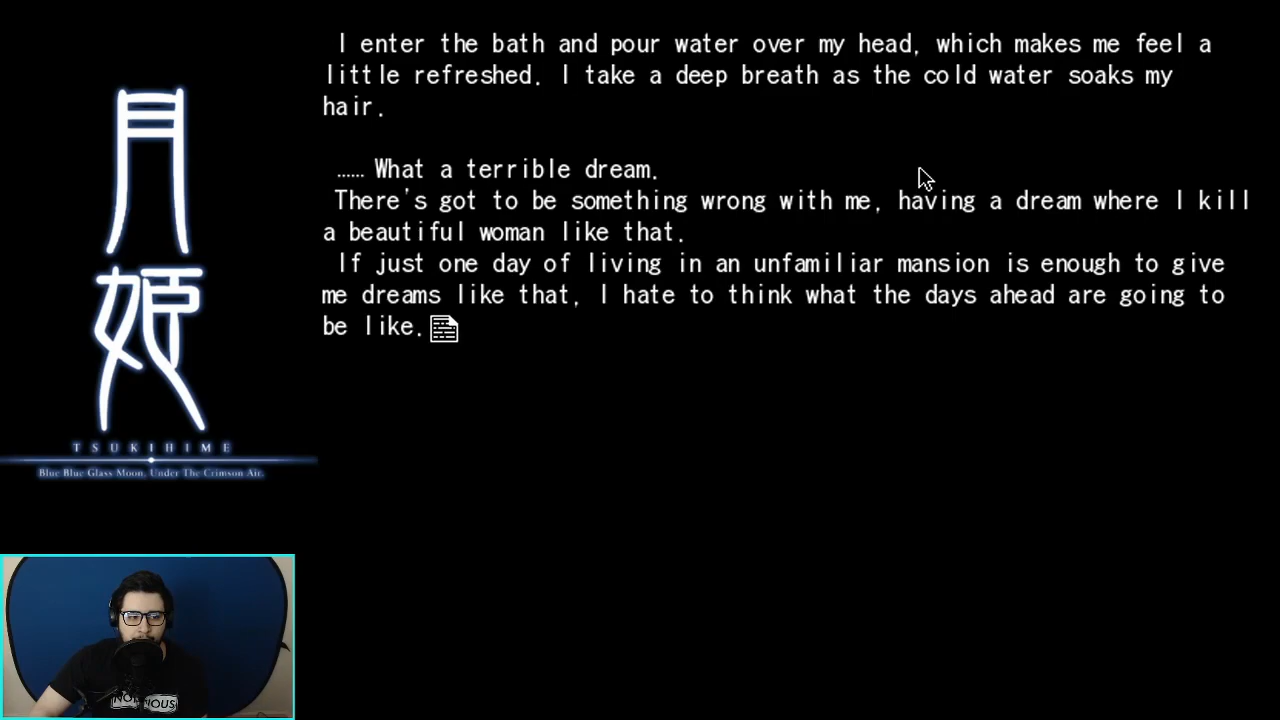 I enter the bath and pour water over my head, which makes me feel a
little refreshed. I take a deep breath as the cold water soaks my
hair.
...... What a terrible dream.
There's got to be something wrong with me, having a dream where I kill
a beautiful woman like that.
If just one day of living in an unfamiliar mansion is enough to give
me dreams like that, I hate to think what the days ahead are going to
be like.
月姫
TSUKIHIME
Blue Blue Glass Moon, Under The Crimson Air.